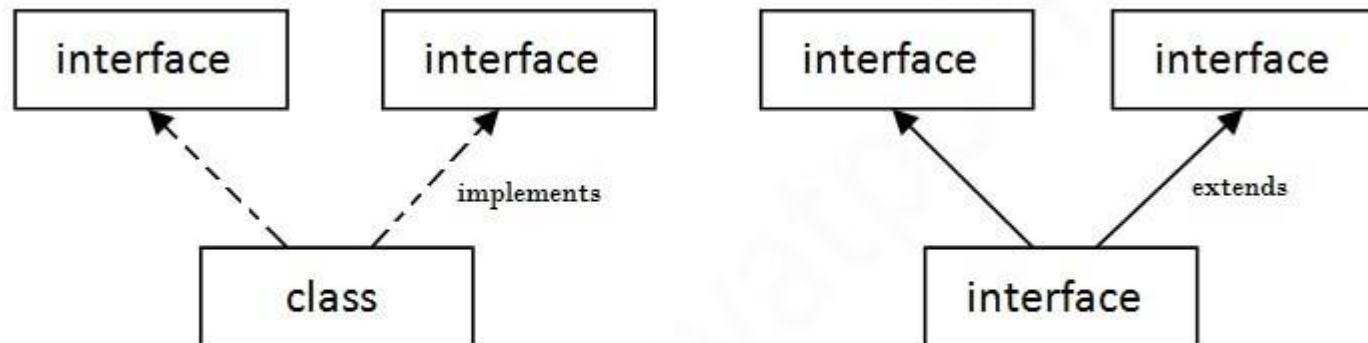 interface interface interface interface
implements extends
class interface